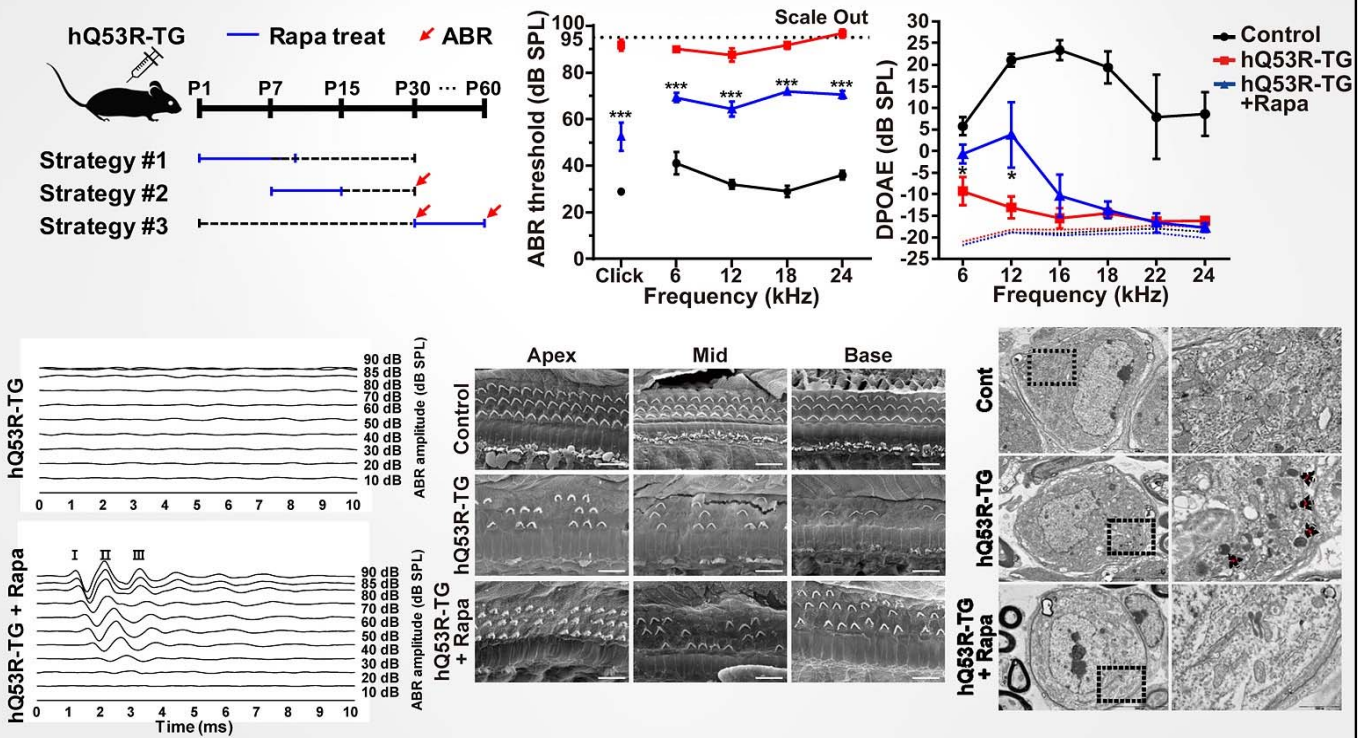 hQ53R-TG
Rapa treat
ABR
P1 P7 P15 P30 ... P60
Strategy #1
Strategy #2
Strategy #3
ABR threshold (dB SPL)
100
95
80
60
40
20
0
Scale Out
***
***
***
***
***
Click 6 12 18 24
Frequency (kHz)
DPOAE (dB SPL)
30
25
20
15
10
5
0
-5
-10
-15
-20
-25
*
*
6 12 16 18 22 24
Frequency (kHz)
Control
hQ53R-TG
hQ53R-TG
+Rapa
hQ53R-TG
90 dB
85 dB
80 dB
70 dB
60 dB
50 dB
40 dB
30 dB
20 dB
10 dB
ABR amplitude (dB SPL)
0 1 2 3 4 5 6 7 8 9 10
hQ53R-TG + Rapa
I II III
90 dB
85 dB
80 dB
70 dB
60 dB
50 dB
40 dB
30 dB
20 dB
10 dB
ABR amplitude (dB SPL)
0 1 2 3 4 5 6 7 8 9 10
Time (ms)
Apex Mid Base
Control
hQ53R-TG
hQ53R-TG
+ Rapa
Cont
hQ53R-TG
hQ53R-TG
+ Rapa